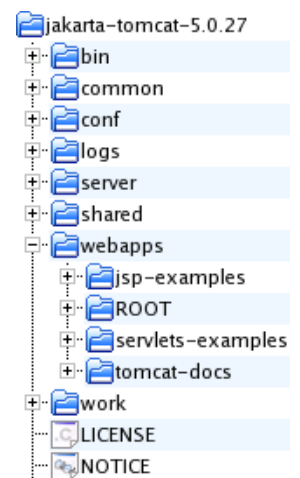 jakarta-tomcat-5.0.27
bin
common
conf
logs
server
shared
webapps
jsp-examples
ROOT
servlets-examples
tomcat-docs
work
LICENSE
NOTICE